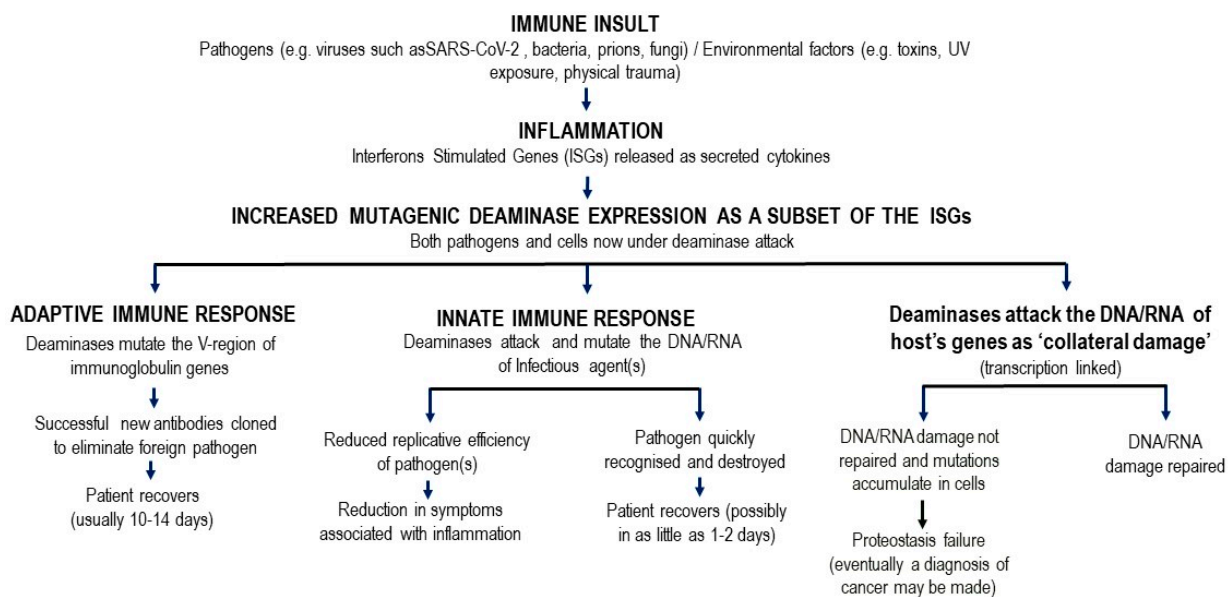 IMMUNE INSULT
Pathogens (e.g. viruses such asSARS-CoV-2 , bacteria, prions, fungi) / Environmental factors (e.g. toxins, UV
exposure, physical trauma)
INFLAMMATION
Interferons Stimulated Genes (ISGs) released as secreted cytokines
INCREASED MUTAGENIC DEAMINASE EXPRESSION AS A SUBSET OF THE ISGs
Both pathogens and cells now under deaminase attack
ADAPTIVE IMMUNE RESPONSE
Deaminases mutate the V-region of
immunoglobulin genes
Successful new antibodies cloned
to eliminate foreign pathogen
Patient recovers
(usually 10-14 days)
INNATE IMMUNE RESPONSE
Deaminases attack and mutate the DNA/RNA
of Infectious agent(s)
Reduced replicative efficiency
of pathogen(s)
Reduction in symptoms
associated with inflammation
Pathogen quickly
recognised and destroyed
Patient recovers (possibly
in as little as 1-2 days)
Deaminases attack the DNA/RNA of
host’s genes as ‘collateral damage’
(transcription linked)
DNA/RNA damage not
repaired and mutations
accumulate in cells
Proteostasis failure
(eventually a diagnosis of
cancer may be made)
DNA/RNA
damage repaired